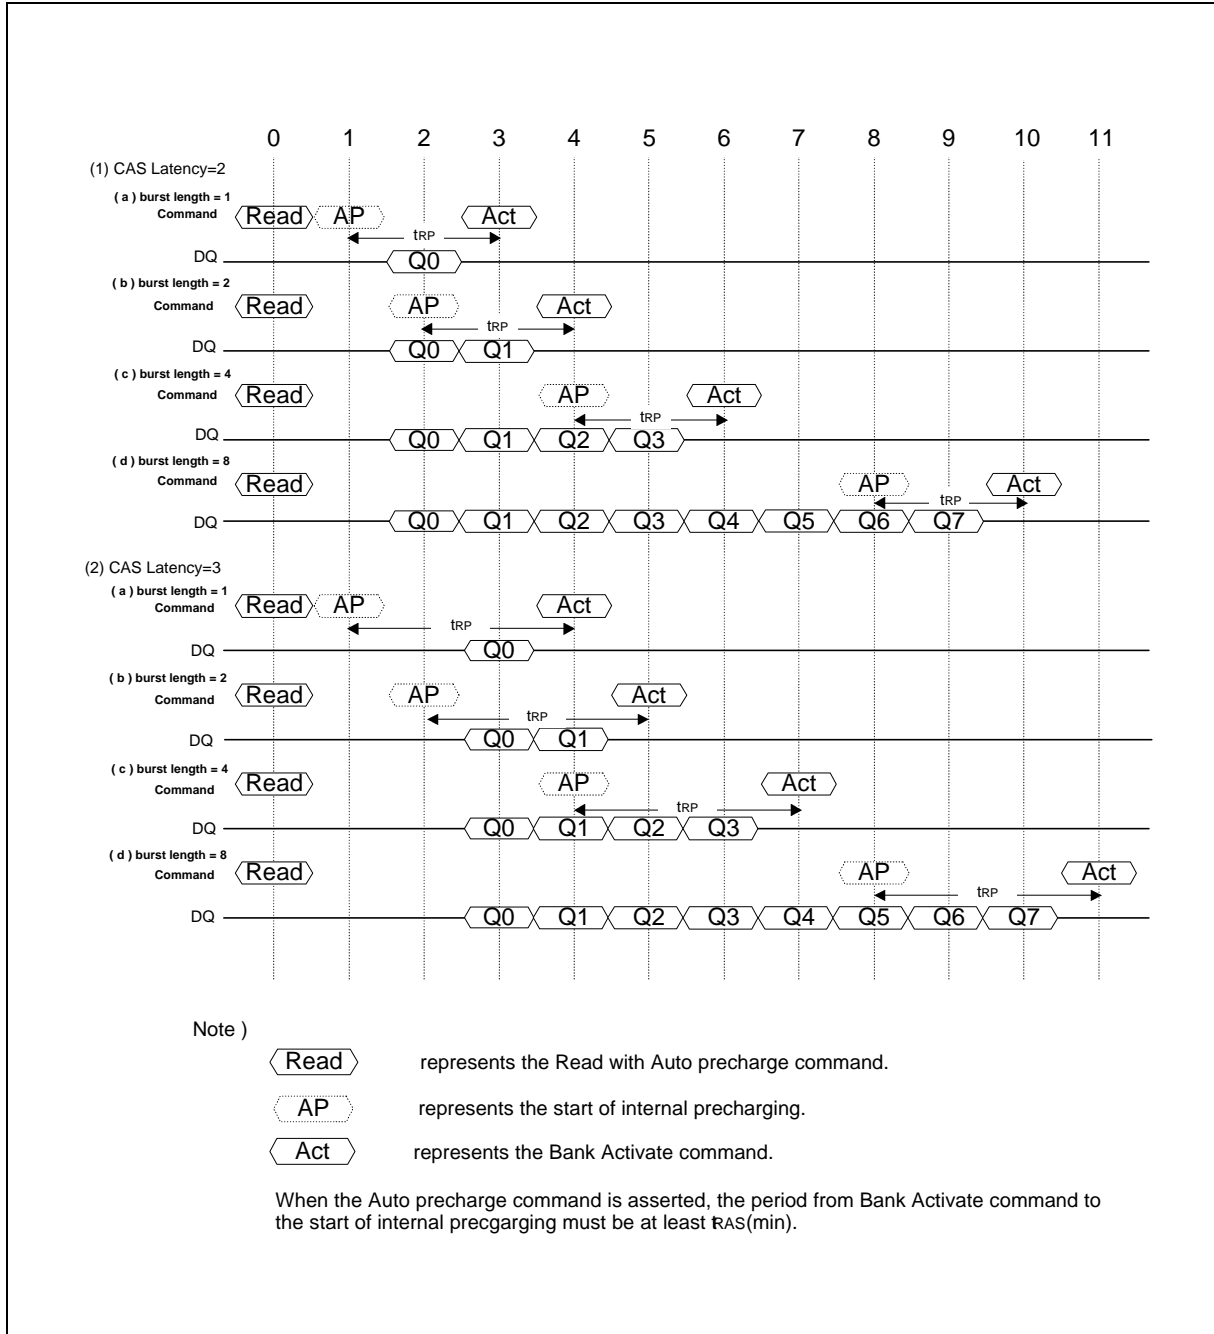 0 1 2 3 4 5 6 7 8 9 10 11
(1) CAS Latency=2
( a ) burst length = 1
Command Read AP Act
tRP
DQ Q0
( b ) burst length = 2
Command Read AP Act
tRP
DQ Q0 Q1
( c ) burst length = 4
Command Read AP Act
tRP
DQ Q0 Q1 Q2 Q3
( d ) burst length = 8
Command Read AP Act
tRP
DQ Q0 Q1 Q2 Q3 Q4 Q5 Q6 Q7
(2) CAS Latency=3
( a ) burst length = 1
Command Read AP Act
tRP
DQ Q0
( b ) burst length = 2
Command Read AP Act
tRP
DQ Q0 Q1
( c ) burst length = 4
Command Read AP Act
tRP
DQ Q0 Q1 Q2 Q3
( d ) burst length = 8
Command Read AP Act
tRP
DQ Q0 Q1 Q2 Q3 Q4 Q5 Q6 Q7
Note )
Read represents the Read with Auto precharge command.
AP represents the start of internal precharging.
Act represents the Bank Activate command.
When the Auto precharge command is asserted, the period from Bank Activate command to
the start of internal precgarging must be at least tRAS(min).